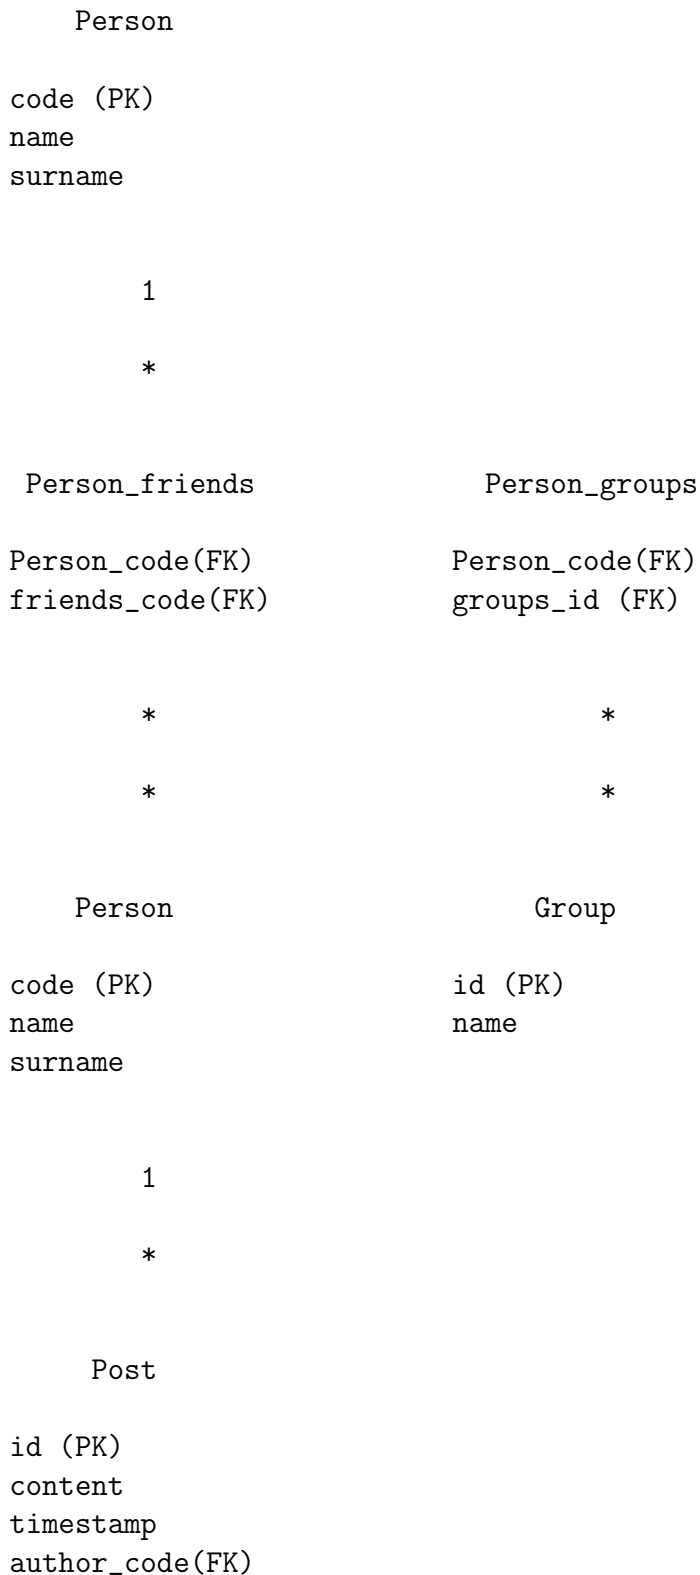 Person
code (PK)
name
surname
1
*
Person_friends Person_groups
Person_code(FK) Person_code(FK)
friends_code(FK) groups_id (FK)
* *
* *
Person Group
code (PK) id (PK)
name name
surname
1
*
Post
id (PK)
content
timestamp
author_code(FK)